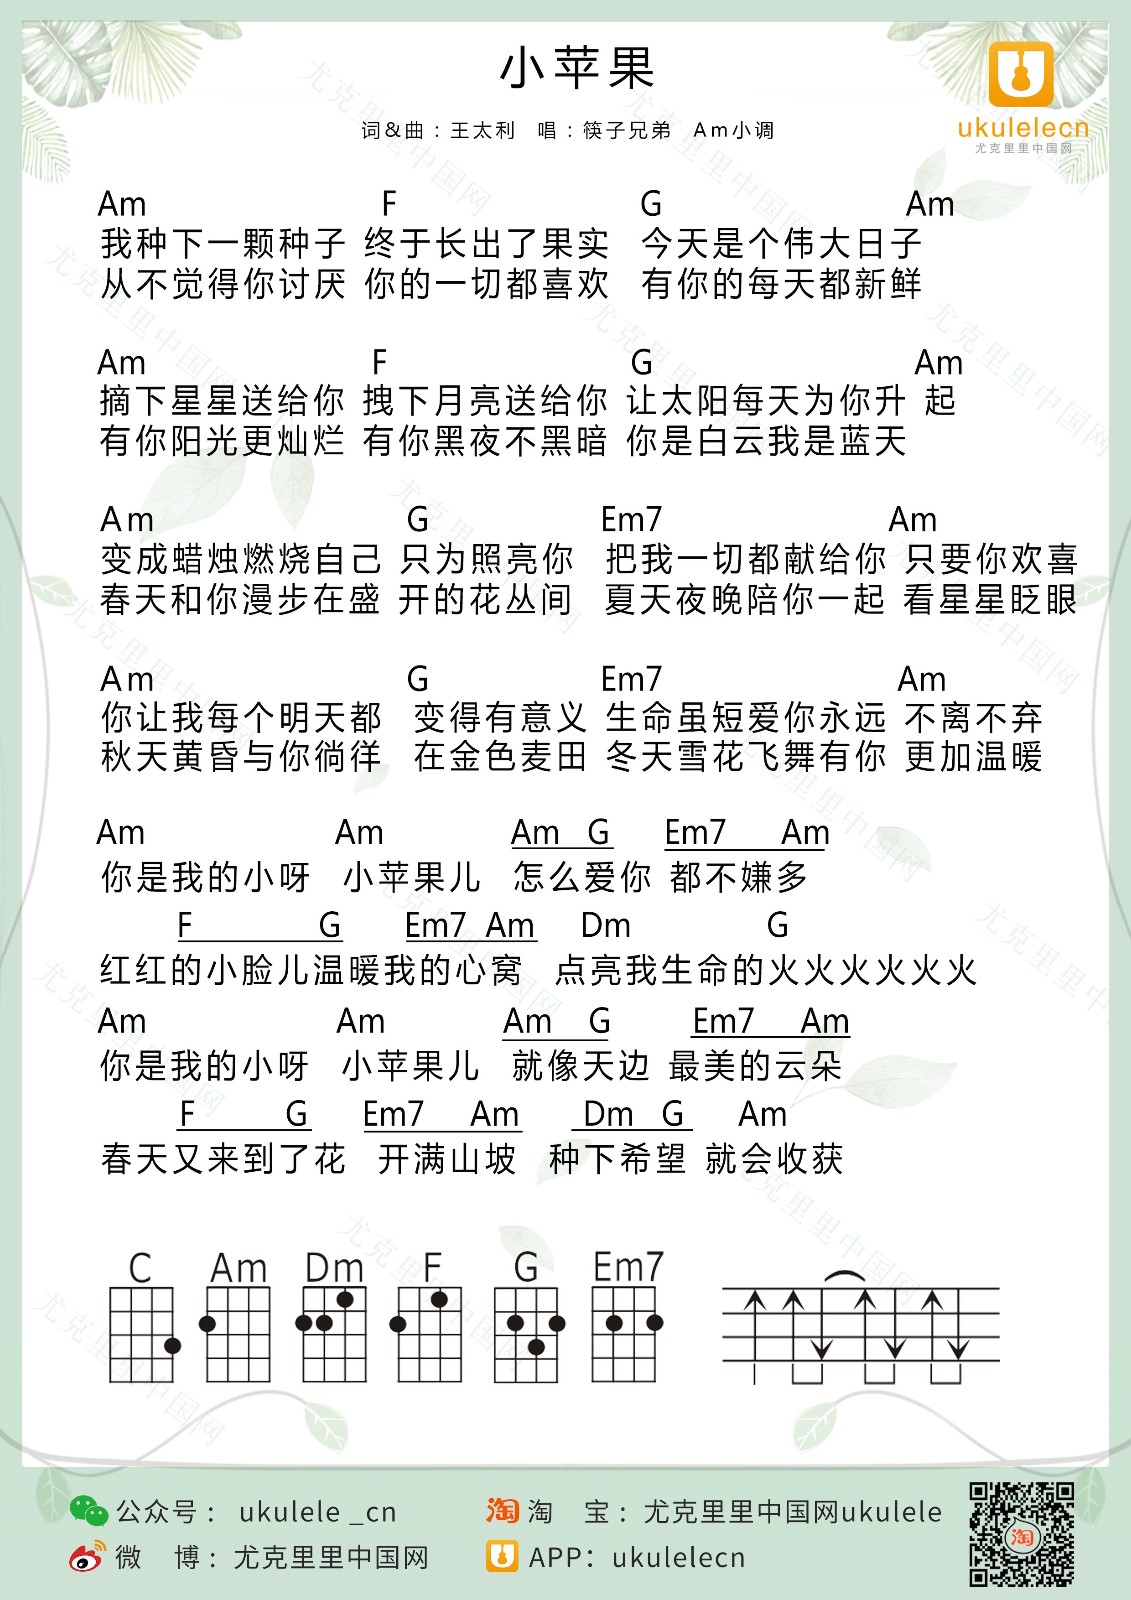 小苹果
词&曲：王太利 唱：筷子兄弟 Am小调
ukulelecn
尤克里里中国网
Am F G Am
我种下一颗种子 终于长出了果实 今天是个伟大日子
从不觉得你讨厌 你的一切都喜欢 有你的每天都新鲜
Am F G Am
摘下星星送给你 拽下月亮送给你 让太阳每天为你升 起
有你阳光更灿烂 有你黑夜不黑暗 你是白云我是蓝天
Am G Em7 Am
变成蜡烛燃烧自己 只为照亮你 把我一切都献给你 只要你欢喜
春天和你漫步在盛 开的花丛间 夏天夜晚陪你一起 看星星眨眼
Am G Em7 Am
你让我每个明天都 变得有意义 生命虽短爱你永远 不离不弃
秋天黄昏与你徜徉 在金色麦田 冬天雪花飞舞有你 更加温暖
Am Am Am G Em7 Am
你是我的小呀 小苹果儿 怎么爱你 都不嫌多
F G Em7 Am Dm G
红红的小脸儿温暖我的心窝 点亮我生命的火火火火火火
Am Am Am G Em7 Am
你是我的小呀 小苹果儿 就像天边 最美的云朵
F G Em7 Am Dm G Am
春天又来到了花 开满山坡 种下希望 就会收获
C Am Dm F G Em7
公众号： ukulele _cn
淘 淘 宝：尤克里里中国网ukulele
微 博：尤克里里中国网
APP：ukulelecn
淘